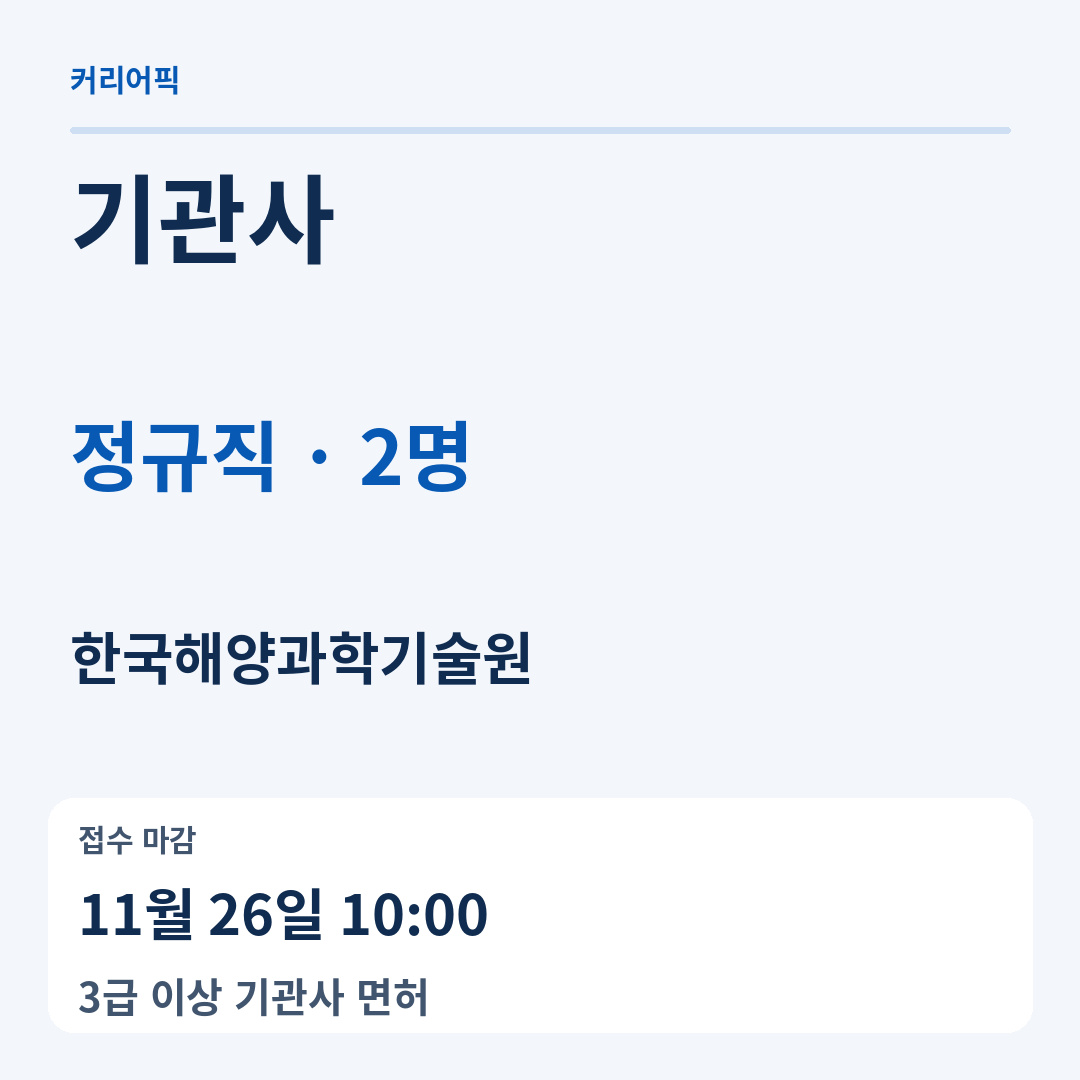 커리어픽
기관사
정규직 · 2명
한국해양과학기술원
접수 마감
11월 26일 10:00
3급 이상 기관사 면허